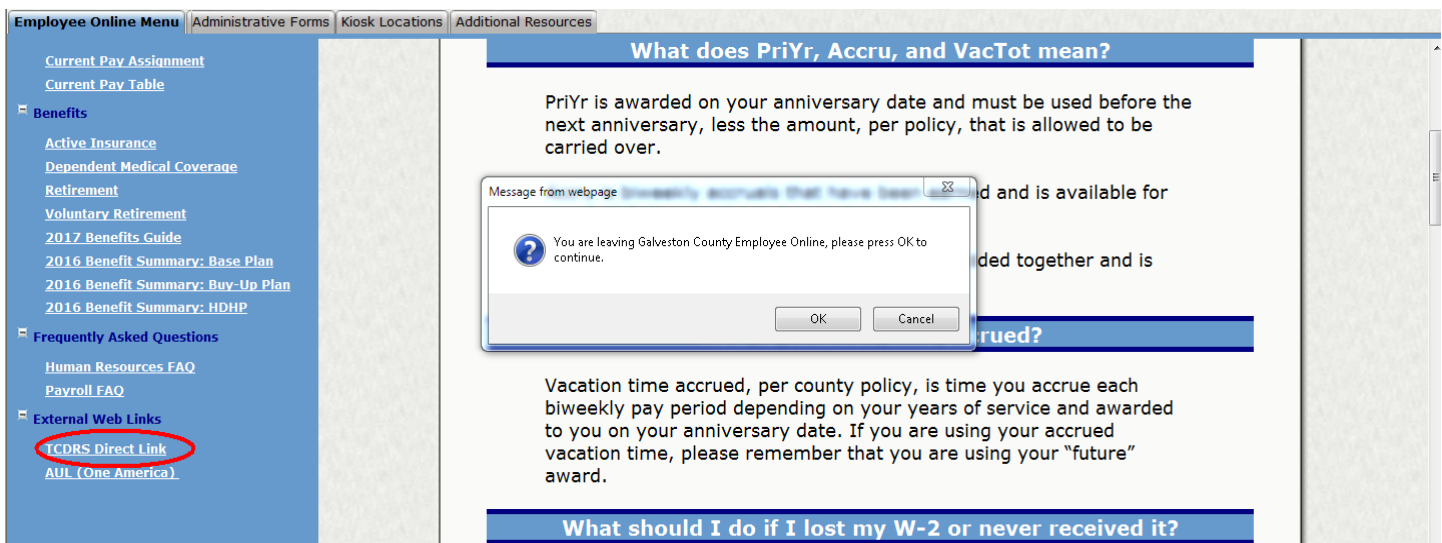 Employee Online Menu
Administrative Forms
Kiosk Locations
Additional Resources
Current Pay Assignment
Current Pay Table
Benefits
Active Insurance
Dependent Medical Coverage
Retirement
Voluntary Retirement
2017 Benefits Guide
2016 Benefit Summary: Base Plan
2016 Benefit Summary: Buy-Up Plan
2016 Benefit Summary: HDHP
Frequently Asked Questions
Human Resources FAQ
Payroll FAQ
External Web Links
TCDRS Direct Link
AUL (One America)
What does PriYr, Accru, and VacTot mean?
PriYr is awarded on your anniversary date and must be used before the
next anniversary, less the amount, per policy, that is allowed to be
carried over.
biweekly accruals that have been and is available for
ded together and is
Message from webpage
You are leaving Galveston County Employee Online, please press OK to
continue.
OK
Cancel
rued?
Vacation time accrued, per county policy, is time you accrue each
biweekly pay period depending on your years of service and awarded
to you on your anniversary date. If you are using your accrued
vacation time, please remember that you are using your “future”
award.
What should I do if I lost my W-2 or never received it?